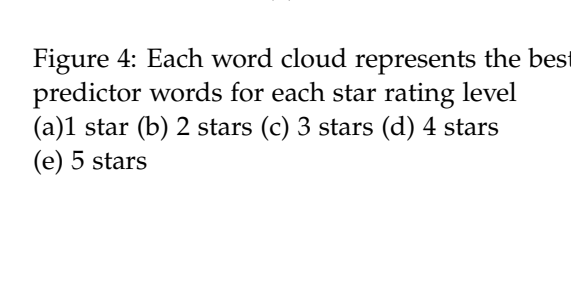 Figure 4: Each word cloud represents the best
predictor words for each star rating level
(a)1 star (b) 2 stars (c) 3 stars (d) 4 stars
(e) 5 stars